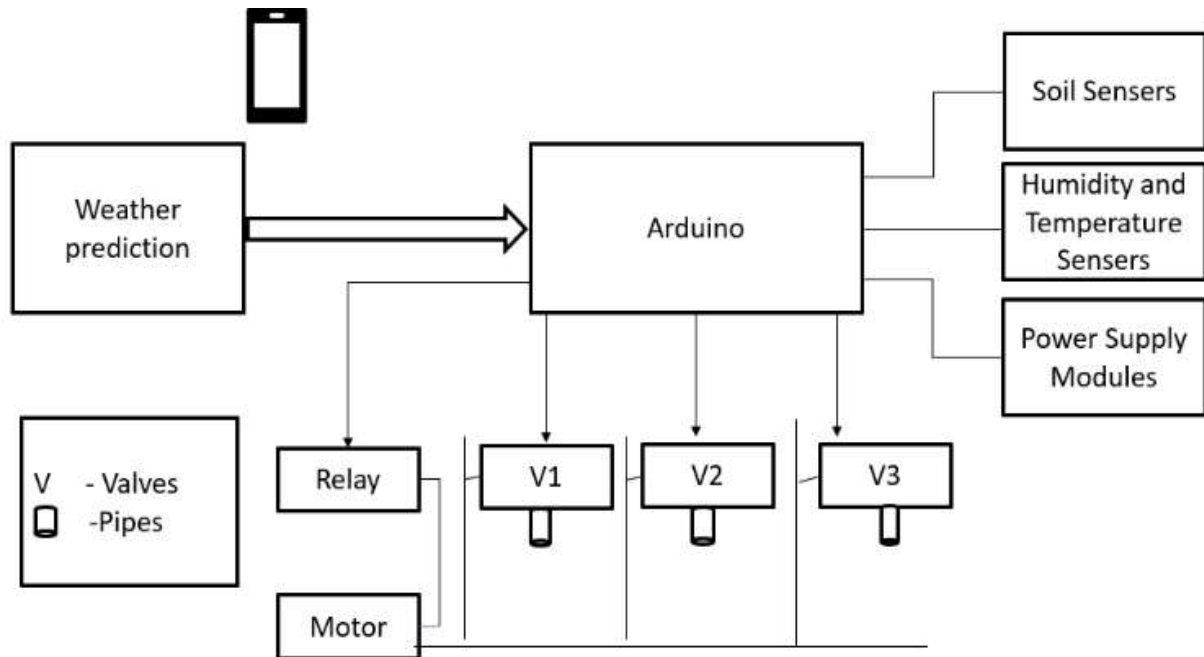 Soil Sensers
Weather
prediction
Arduino
Humidity and
Temperature
Sensers
Power Supply
Modules
V - Valves
-Pipes
Relay
V1
V2
V3
Motor